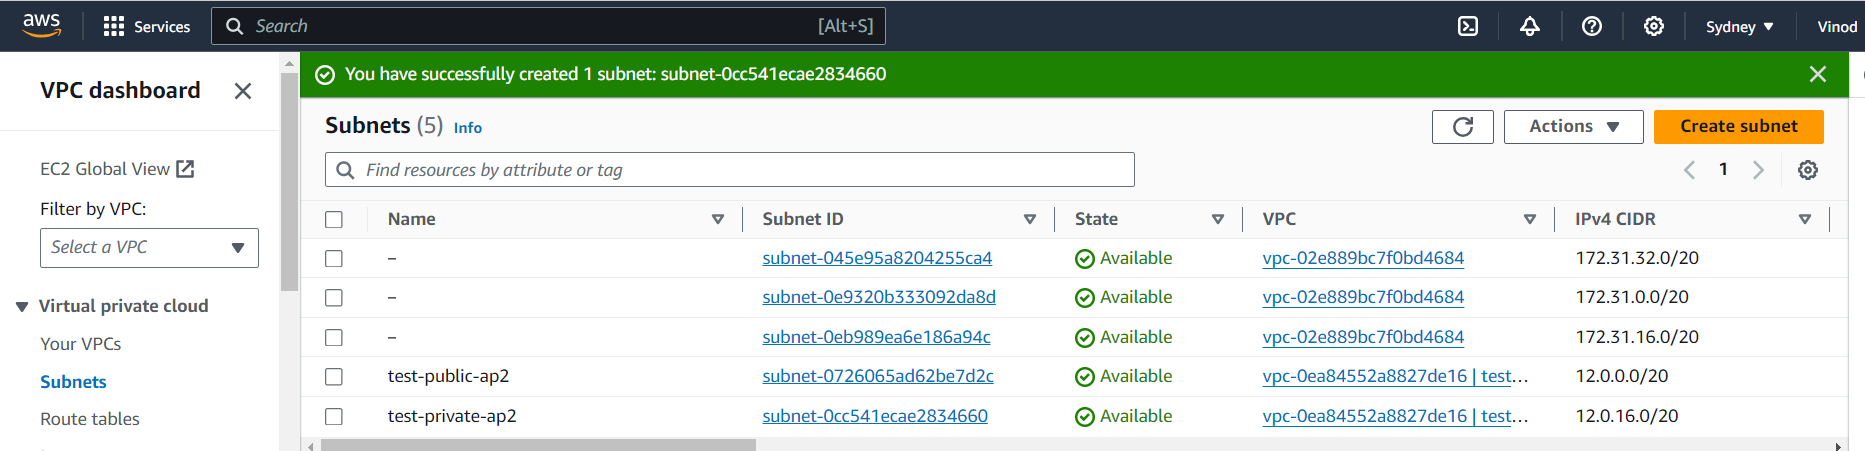 aws
Services
Search
[Alt+S]
Sydney
Vinod
VPC dashboard
EC2 Global View
Filter by VPC:
Select a VPC
Virtual private cloud
Your VPCs
Subnets
Route tables
You have successfully created 1 subnet: subnet-0cc541ecae2834660
Subnets (5) Info
Actions
Create subnet
Find resources by attribute or tag
1
Name Subnet ID State VPC IPv4 CIDR
– subnet-045e95a8204255ca4 Available vpc-02e889bc7f0bd4684 172.31.32.0/20
– subnet-0e9320b333092da8d Available vpc-02e889bc7f0bd4684 172.31.0.0/20
– subnet-0eb989ea6e186a94c Available vpc-02e889bc7f0bd4684 172.31.16.0/20
test-public-ap2 subnet-0726065ad62be7d2c Available vpc-0ea84552a8827de16 | test… 12.0.0.0/20
test-private-ap2 subnet-0cc541ecae2834660 Available vpc-0ea84552a8827de16 | test… 12.0.16.0/20